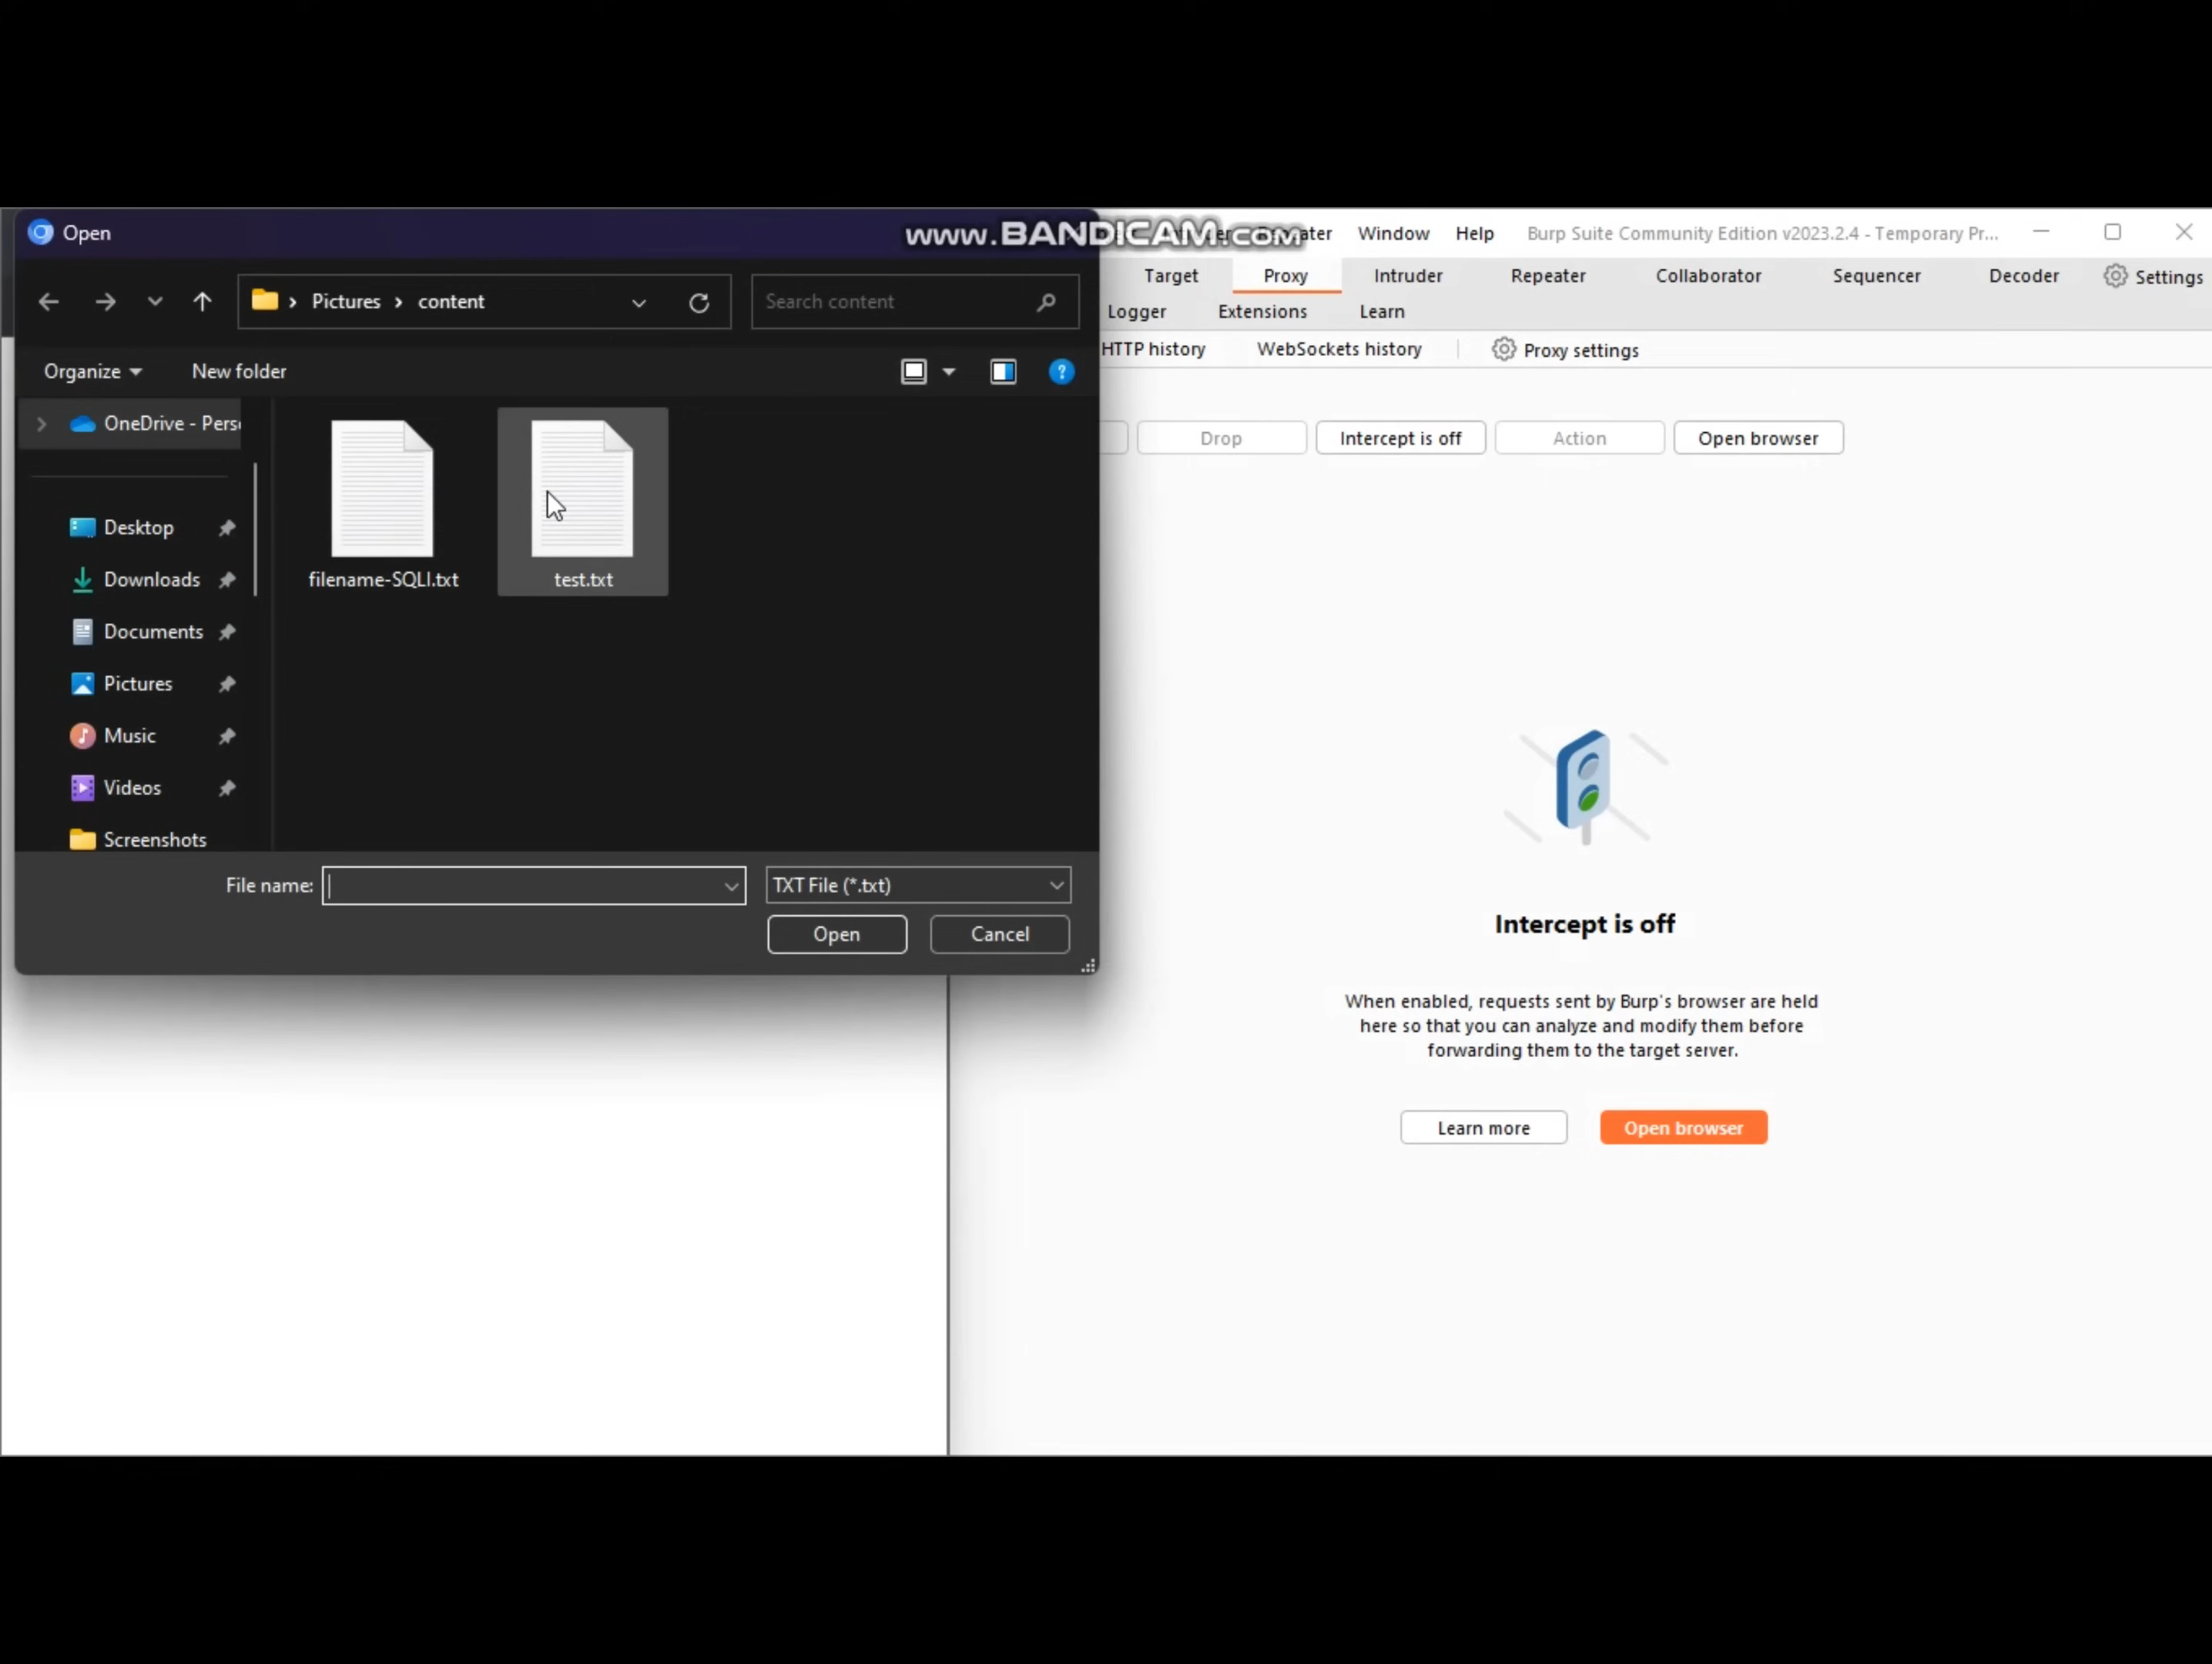 Open
www.BANDICAM.com
Window Help Burp Suite Community Edition v2023.2.4 - Temporary Pr...
Pictures content
Search content
Target Proxy Intruder Repeater Collaborator Sequencer Decoder Settings
Logger Extensions Learn
HTTP history WebSockets history Proxy settings
Organize New folder
OneDrive - Pers
Drop Intercept is off Action Open browser
Desktop
Downloads
Documents
Pictures
Music
Videos
Screenshots
filename-SQLI.txt test.txt
File name: TXT File (*.txt)
Open Cancel
Intercept is off
When enabled, requests sent by Burp's browser are held
here so that you can analyze and modify them before
forwarding them to the target server.
Learn more Open browser